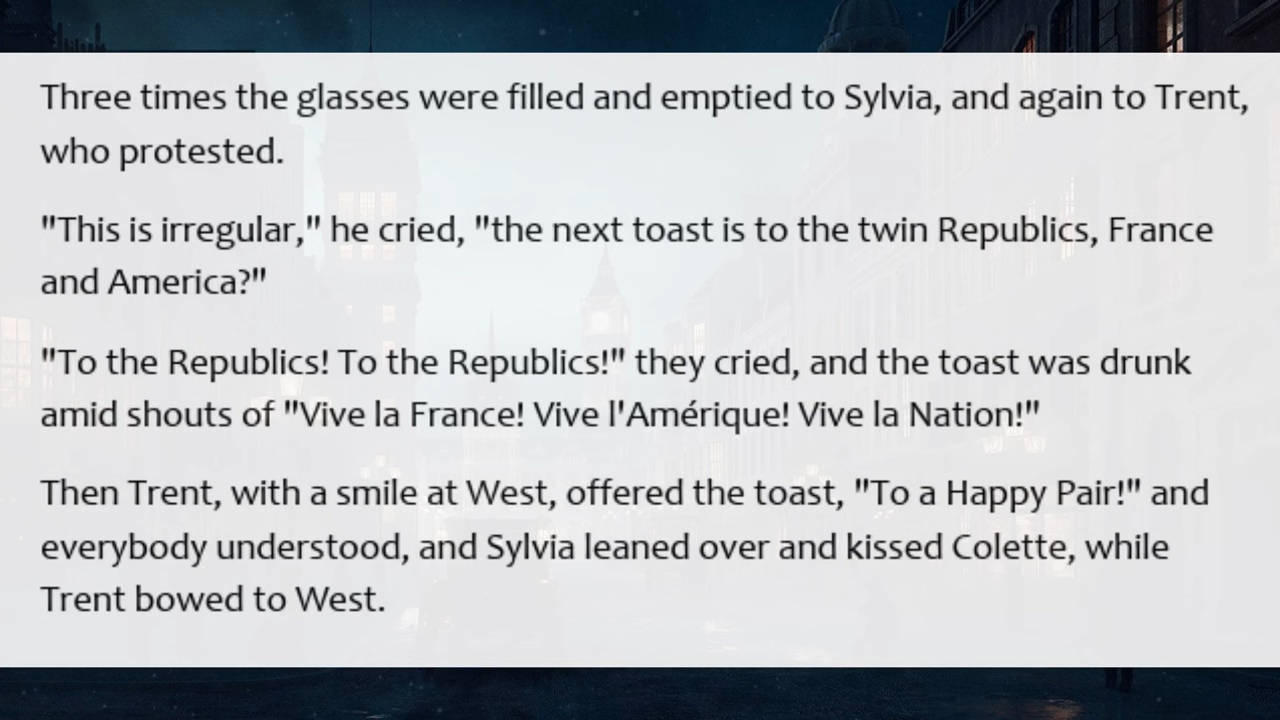 Three times the glasses were filled and emptied to Sylvia, and again to Trent,
who protested.
"This is irregular," he cried, "the next toast is to the twin Republics, France
and America?"
"To the Republics! To the Republics!" they cried, and the toast was drunk
amid shouts of "Vive la France! Vive l'Amérique! Vive la Nation!"
Then Trent, with a smile at West, offered the toast, "To a Happy Pair!" and
everybody understood, and Sylvia leaned over and kissed Colette, while
Trent bowed to West.